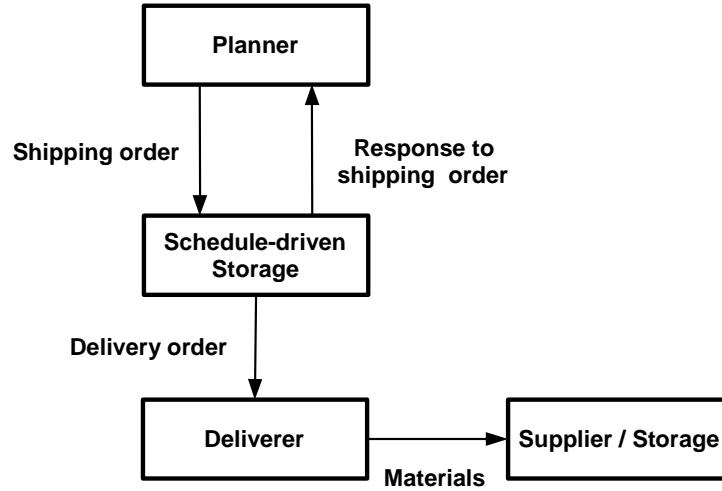 Planner
Shipping order
Response to
shipping order
Schedule-driven
Storage
Delivery order
Deliverer
Supplier / Storage
Materials